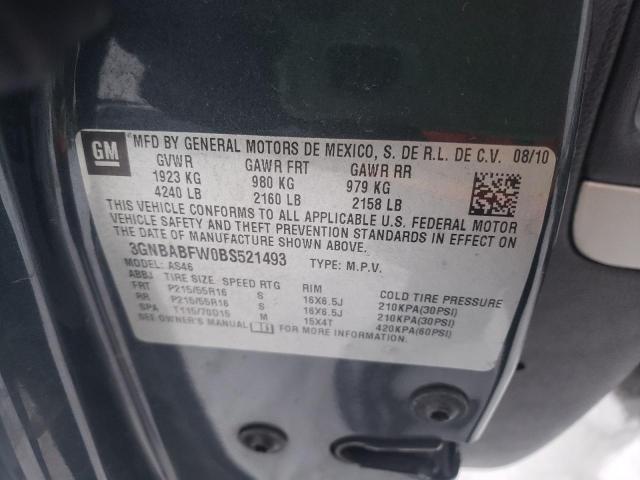 GM
MFD BY GENERAL MOTORS DE MEXICO, S. DE R.L. DE C.V. 08/10
GVWR GAWR FRT GAWR RR
1923 KG 980 KG 979 KG
4240 LB 2160 LB 2158 LB
THIS VEHICLE CONFORMS TO ALL APPLICABLE U.S. FEDERAL MOTOR
VEHICLE SAFETY AND THEFT PREVENTION STANDARDS IN EFFECT ON
THE DATE OF MANUFACTURE SHOWN ABOVE.
3GNBABFW0BS521493 TYPE: M.P.V.
MODEL: AS46
ABBJ TIRE SIZE SPEED RTG RIM COLD TIRE PRESSURE
FRT P215/55R16 S 16X6.5J 210KPA(30PSI)
RR P215/55R16 S 16X6.5J 210KPA(30PSI)
SPA T115/70D15 M 15X4T 420KPA(60PSI)
SEE OWNER'S MANUAL FOR MORE INFORMATION.